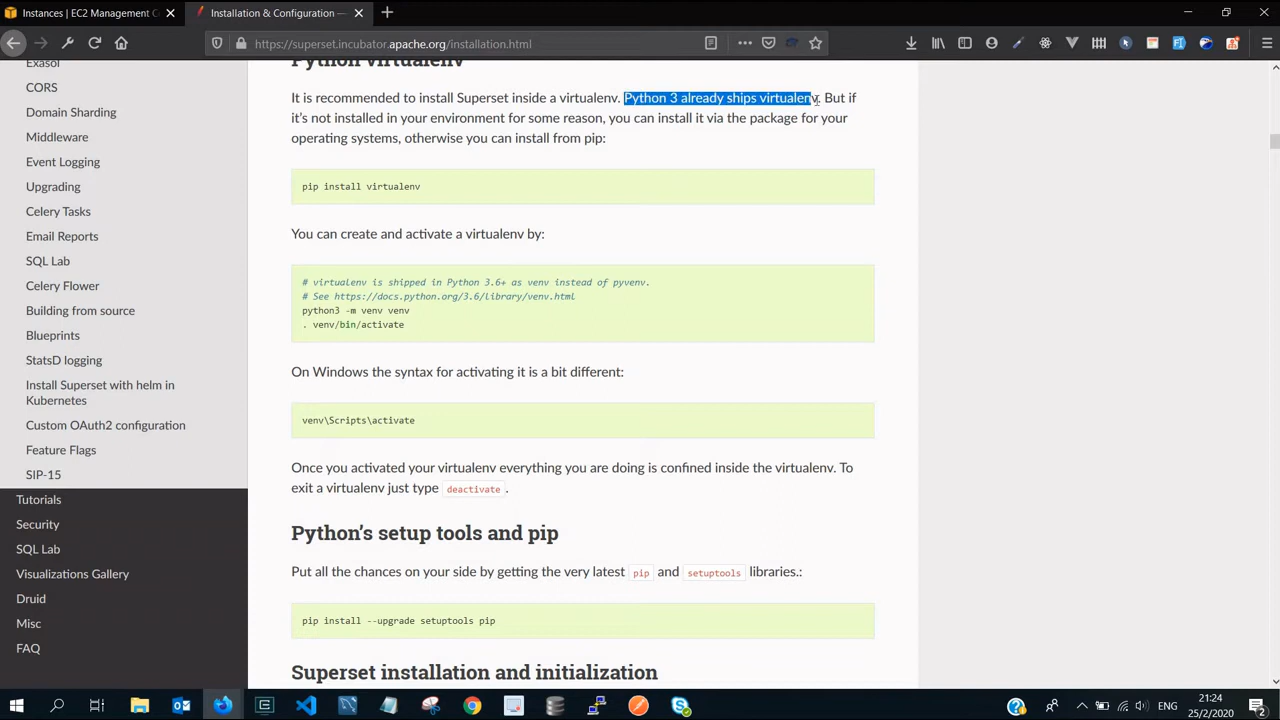 Instances | EC2 Management C
Installation & Configuration —
https://superset.incubator.apache.org/installation.html
Exasol
CORS
Domain Sharding
Middleware
Event Logging
Upgrading
Celery Tasks
Email Reports
SQL Lab
Celery Flower
Building from source
Blueprints
StatsD logging
Install Superset with helm in
Kubernetes
Custom OAuth2 configuration
Feature Flags
SIP-15
Tutorials
Security
SQL Lab
Visualizations Gallery
Druid
Misc
FAQ
Python virtualenv
It is recommended to install Superset inside a virtualenv. Python 3 already ships virtualenv. But if
it's not installed in your environment for some reason, you can install it via the package for your
operating systems, otherwise you can install from pip:
pip install virtualenv
You can create and activate a virtualenv by:
# virtualenv is shipped in Python 3.6+ as venv instead of pyvenv.
# See https://docs.python.org/3.6/library/venv.html
python3 -m venv venv
. venv/bin/activate
On Windows the syntax for activating it is a bit different:
venv\Scripts\activate
Once you activated your virtualenv everything you are doing is confined inside the virtualenv. To
exit a virtualenv just type deactivate .
Python's setup tools and pip
Put all the chances on your side by getting the very latest pip and setuptools libraries.:
pip install --upgrade setuptools pip
Superset installation and initialization
ENG
21:24
25/2/2020